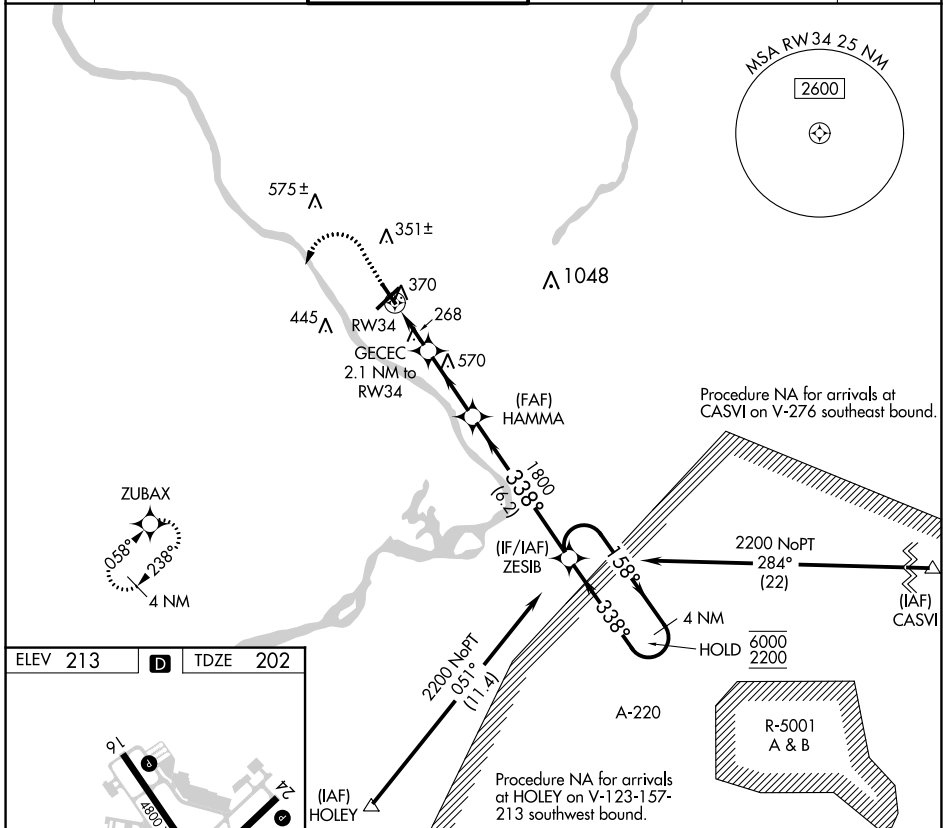 MSA RW34 25 NM
2600
575±
351±
370
1048
445
RW34
268
GECEC
2.1 NM to
RW34
570
(FAF)
HAMMA
Procedure NA for arrivals at
CASVI on V-276 southeast bound.
1800
338°
(6.2)
ZUBAX
058°
238°
4 NM
(IF/IAF)
ZESIB
158°
338°
2200 NoPT
284°
(22)
(IAF)
CASVI
4 NM
HOLD
6000
2200
2200 NoPT
051°
(11.4)
A-220
R-5001
A & B
ELEV 213
D
TDZE 202
16
P
4800
24
P
(IAF)
HOLEY
Procedure NA for arrivals
at HOLEY on V-123-157-
213 southwest bound.